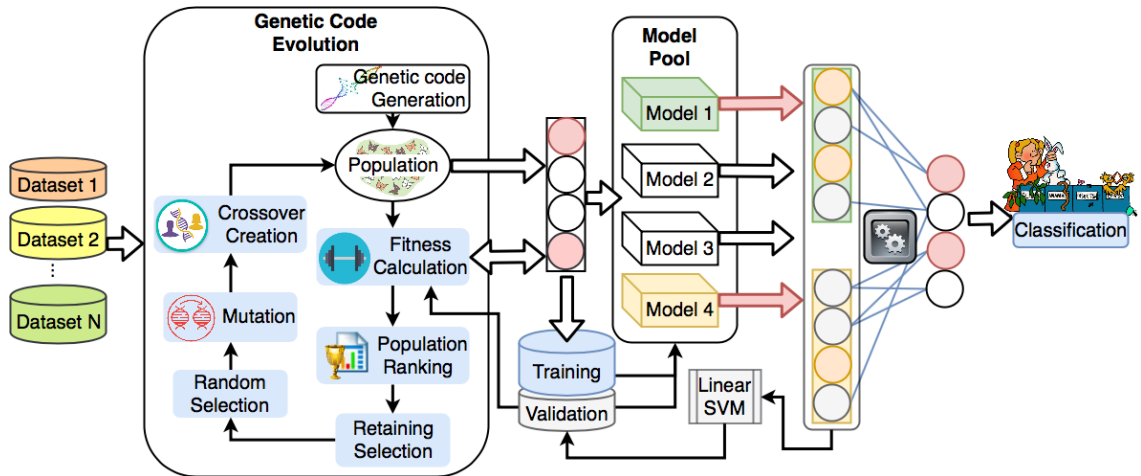 Genetic Code
Evolution
Genetic code
Generation
Population
Dataset 1
Dataset 2
Dataset N
Crossover
Creation
Mutation
Random
Selection
Fitness
Calculation
Population
Ranking
Retaining
Selection
Training
Validation
Model
Pool
Model 1
Model 2
Model 3
Model 4
Linear
SVM
Classification